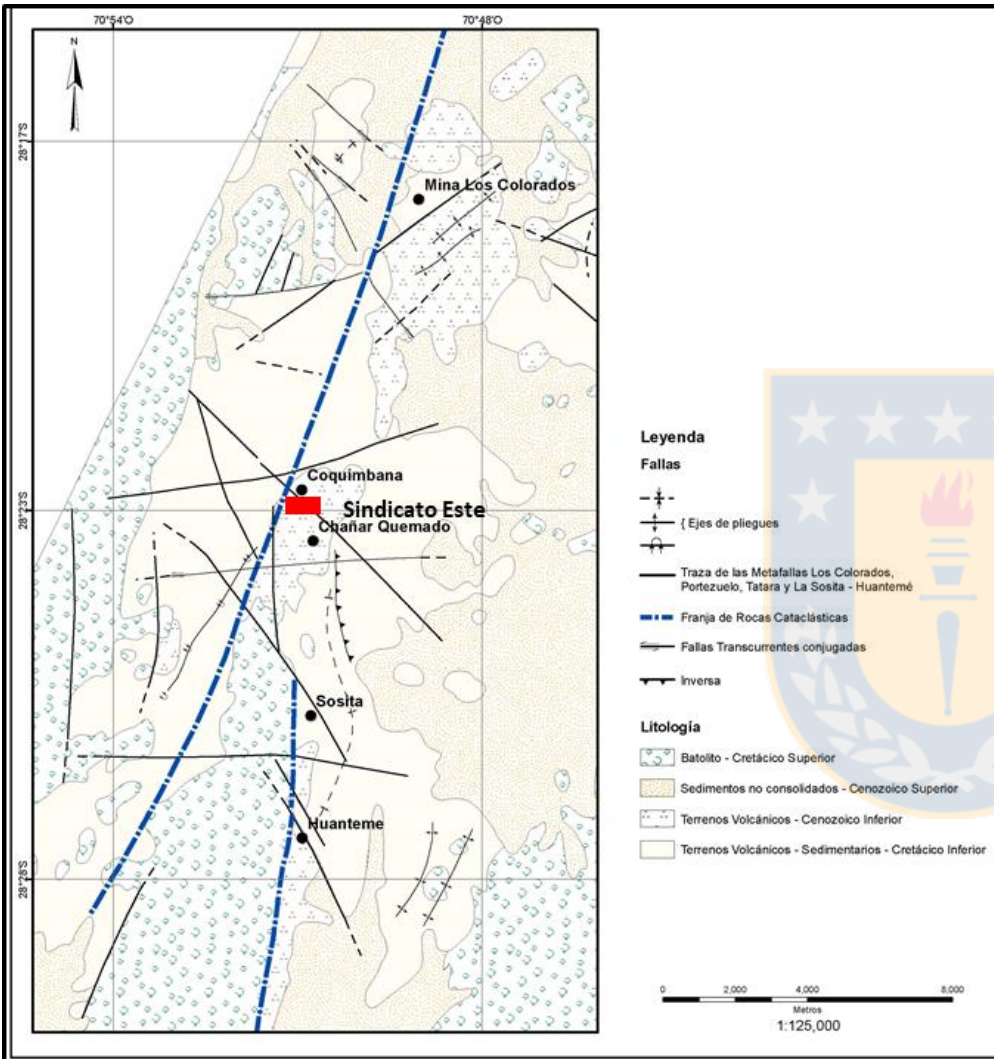 70°54'O
70°48'O
N
28°17'S
Mina Los Colorados
Coquimbana
28°23'S
Sindicato Este
Chañar Quemado
Sosita
Huanteme
28°28'S
Leyenda
Fallas
{ Ejes de pliegues
Traza de las Metafallas Los Colorados,
Portezuelo, Tatara y La Sosita - Huantemé
Franja de Rocas Cataclásticas
Fallas Transcurrentes conjugadas
Inversa
Litología
Batolito - Cretácico Superior
Sedimentos no consolidados - Cenozoico Superior
Terrenos Volcánicos - Cenozoico Inferior
Terrenos Volcánicos - Sedimentarios - Cretácico Inferior
0 2,000 4,000 8,000
Metros
1:125,000